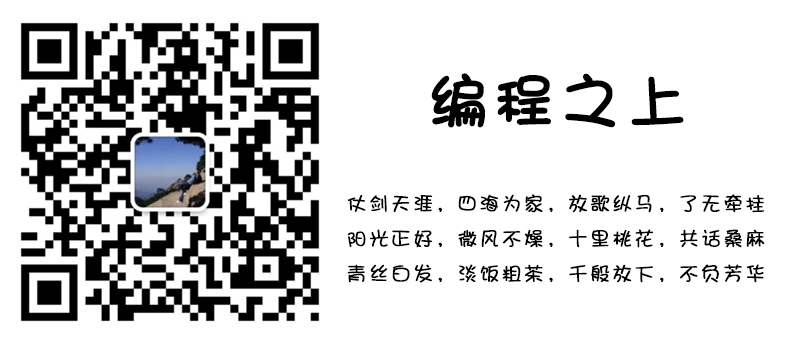 编程之上
仗剑天涯，四海为家，放歌纵马，了无牵挂
阳光正好，微风不燥，十里桃花，共话桑麻
青丝白发，淡饭粗茶，千般放下，不负芳华